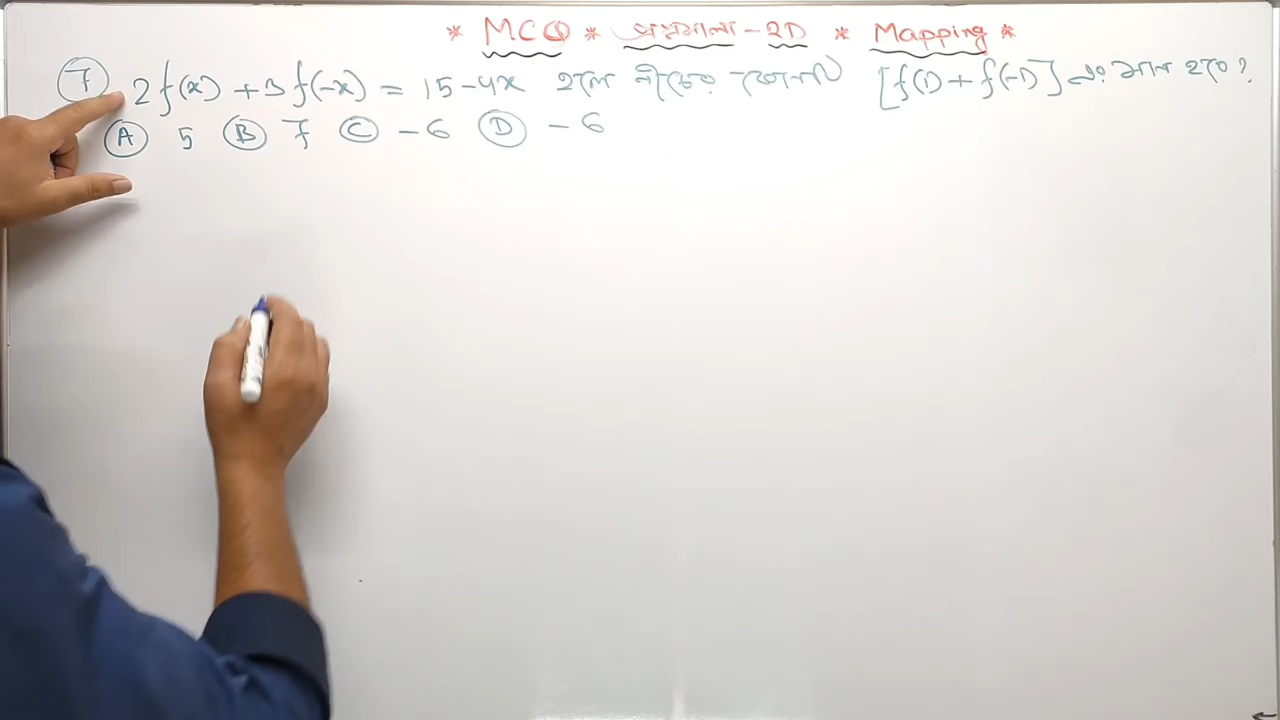 * MCQ * প্রশ্নমালা - 2D * Mapping *
7 2f(x) + 3f(-x) = 15-4x হলে নীচের কোনটি [f(1) + f(-1)] এর মান হবে?
A 5 B 7 C -6 D -6